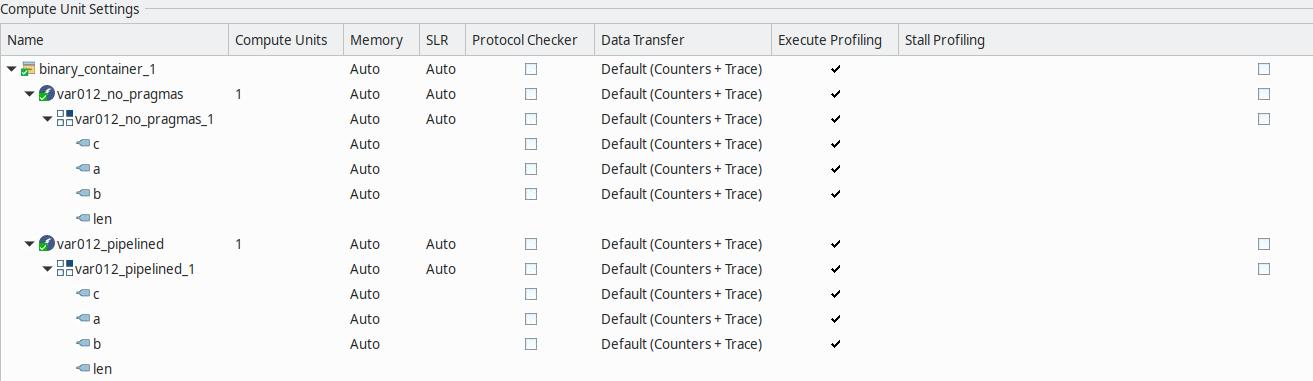 Compute Unit Settings
Name Compute Units Memory SLR Protocol Checker Data Transfer Execute Profiling Stall Profiling
binary_container_1 Auto Auto Default (Counters + Trace)
var012_no_pragmas 1 Auto Auto Default (Counters + Trace)
var012_no_pragmas_1 Auto Auto Default (Counters + Trace)
c Auto Default (Counters + Trace)
a Auto Default (Counters + Trace)
b Auto Default (Counters + Trace)
len
var012_pipelined 1 Auto Auto Default (Counters + Trace)
var012_pipelined_1 Auto Auto Default (Counters + Trace)
c Auto Default (Counters + Trace)
a Auto Default (Counters + Trace)
b Auto Default (Counters + Trace)
len